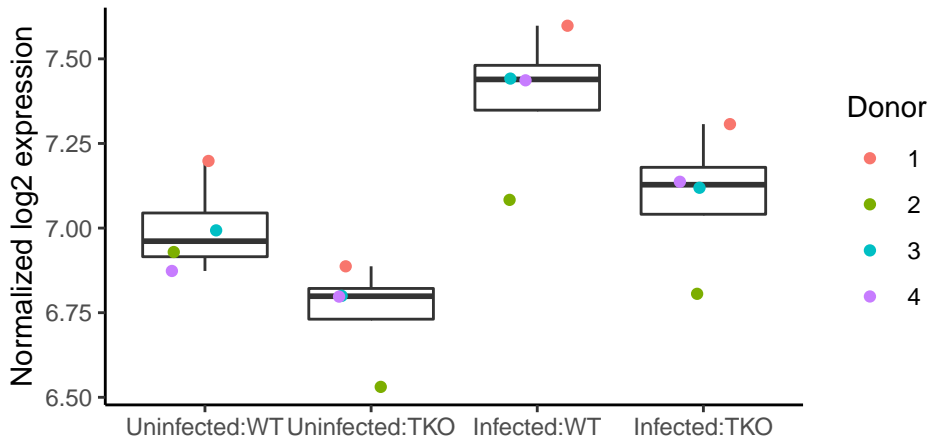 Normalized log2 expression
7.50
7.25
7.00
6.75
6.50
Uninfected:WT
Uninfected:TKO
Infected:WT
Infected:TKO
Donor
1
2
3
4